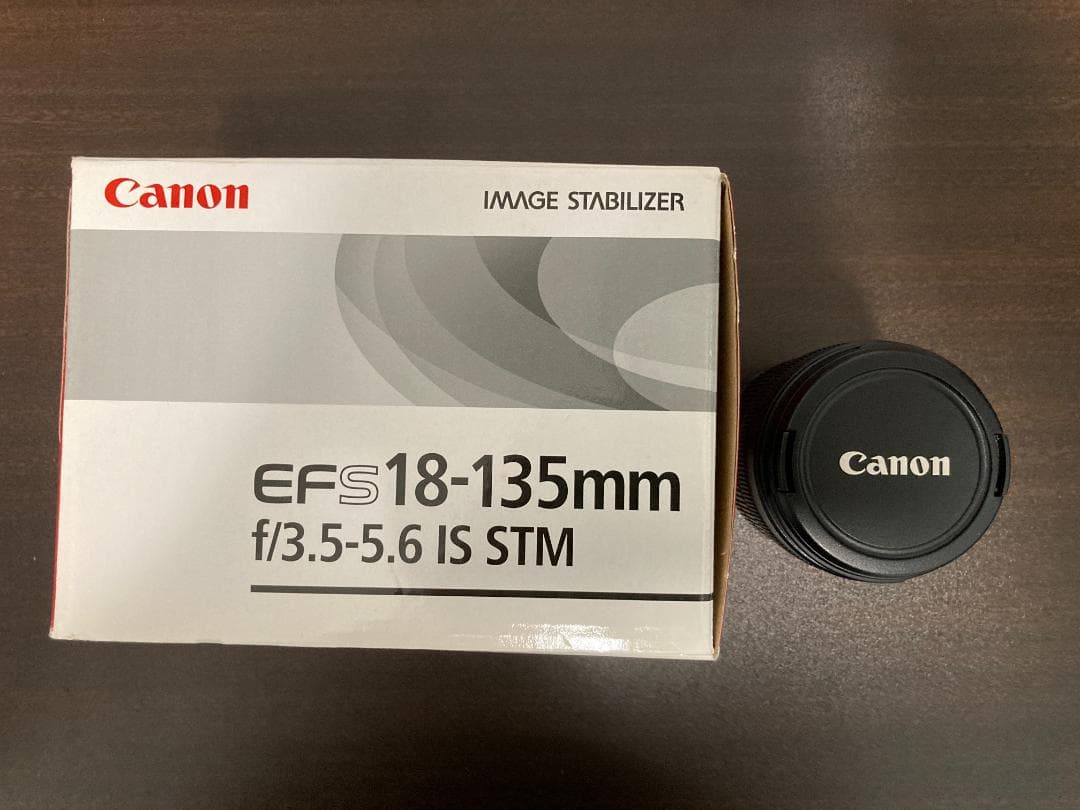 Canon
IMAGE STABILIZER
EFS18-135mm
f/3.5-5.6 IS STM
Canon